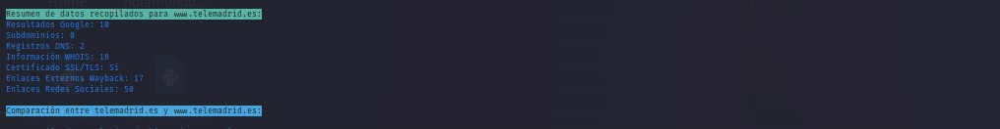 Resumen de datos recopilados para www.telemadrid.es:
Resultados Google: 10
Subdominios: 0
Registros DNS: 2
Información WHOIS: 18
Certificado SSL/TLS: Sí
Enlaces Externos Wayback: 17
Enlaces Redes Sociales: 50
Comparación entre telemadrid.es y www.telemadrid.es: